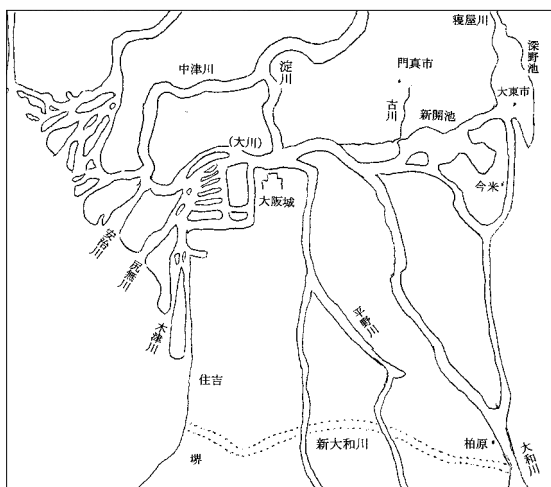 寝屋川
深野池
中津川
淀川
門真市
大東市
古川
新開池
(大川)
大阪城
今米
安治川
尻無川
木津川
平野川
住吉
新大和川
柏原
大和川
堺